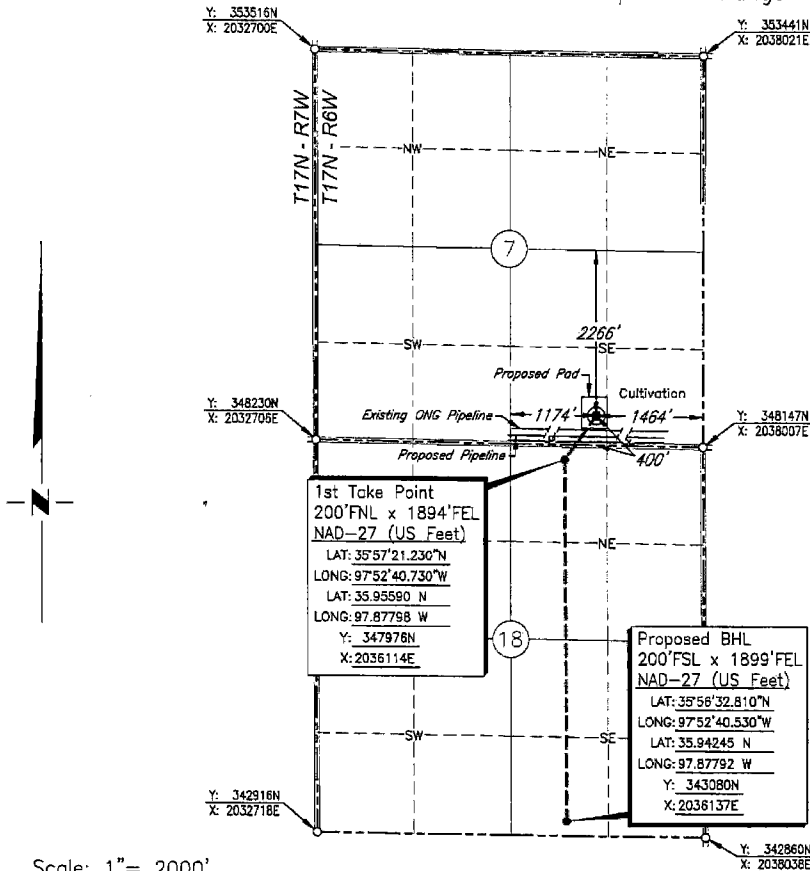 Y: 353516N
X: 2032700E
Y: 353441N
X: 2038021E
T17N - R7W
T17N - R6W
NW
NE
7
2266'
SW
SE
Proposed Pad
Cultivation
Existing ONG Pipeline
1174'
1464'
Y: 348230N
X: 2032706E
Y: 348147N
X: 2038007E
Proposed Pipeline
400'
N
1st Take Point
200'FNL x 1894'FEL
NAD-27 (US Feet)
LAT: 35°57'21.230"N
LONG: 97°52'40.730"W
LAT: 35.95590 N
LONG: 97.87798 W
Y: 347976N
X: 2036114E
NE
18
Proposed BHL
200'FSL x 1899'FEL
NAD-27 (US Feet)
LAT: 35°56'32.810"N
LONG: 97°52'40.530"W
LAT: 35.94245 N
LONG: 97.87792 W
Y: 343080N
X: 2036137E
SW
SE
Y: 342916N
X: 2032718E
Y: 342860N
X: 2038038E
Scale: 1"= 2000'